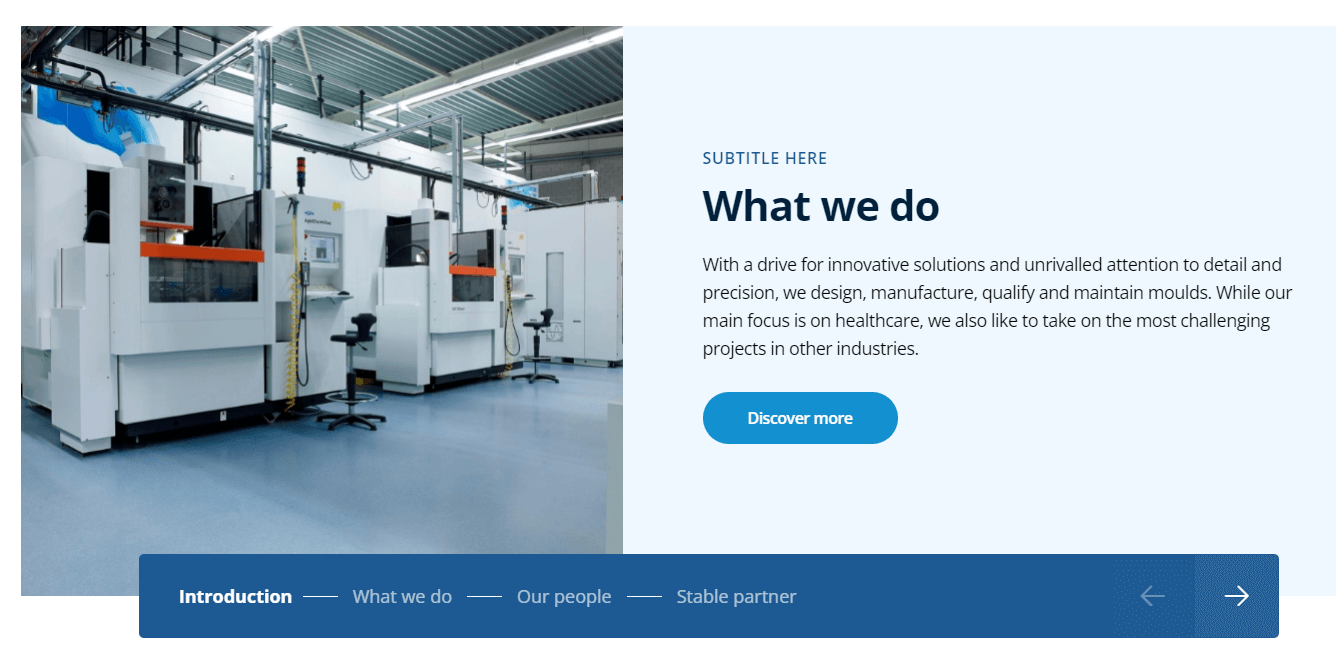 SUBTITLE HERE
What we do
With a drive for innovative solutions and unrivalled attention to detail and
precision, we design, manufacture, qualify and maintain moulds. While our
main focus is on healthcare, we also like to take on the most challenging
projects in other industries.
Discover more
Introduction What we do Our people Stable partner